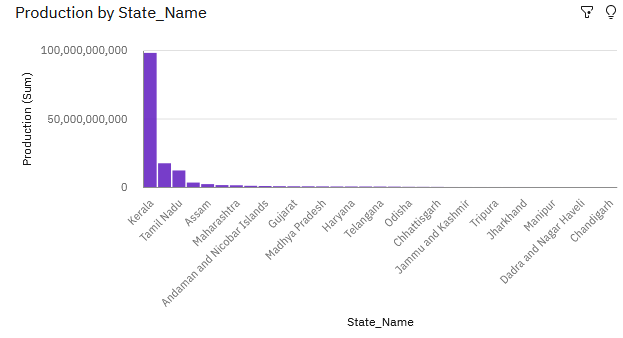 Production by State_Name
100,000,000,000
50,000,000,000
0
Production (Sum)
Kerala
Tamil Nadu
Assam
Maharashtra
Andaman and Nicobar Islands
Gujarat
Madhya Pradesh
Haryana
Telangana
Odisha
Chhattisgarh
Jammu and Kashmir
Tripura
Jharkhand
Manipur
Dadra and Nagar Haveli
Chandigarh
State_Name